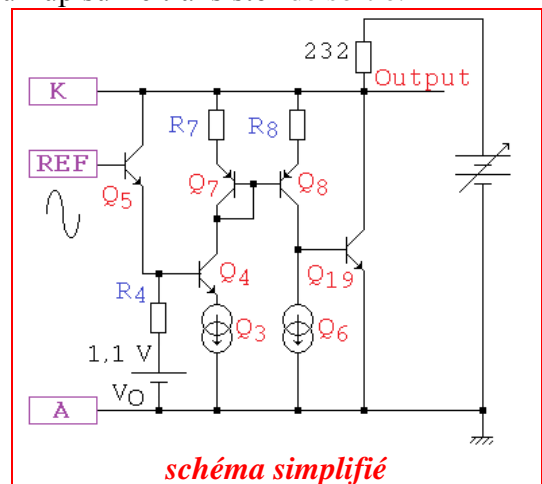 232
Output
K
R7
R8
REF
Q5
Q7
Q8
Q4
Q19
R4
Q3
Q6
1,1 V
VO
A
schéma simplifié